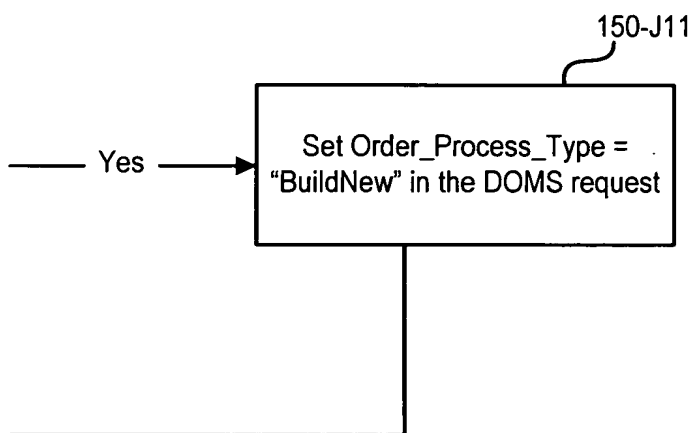 150-J11
Yes
Set Order_Process_Type =
“BuildNew” in the DOMS request